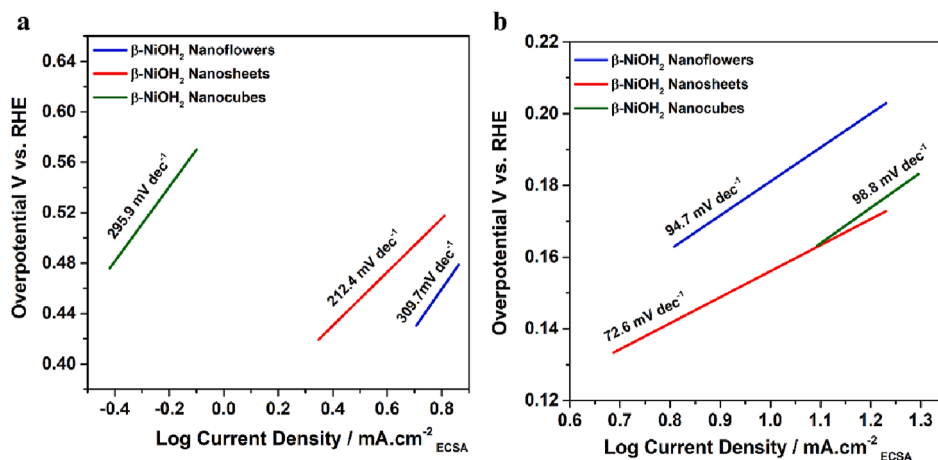 a
Overpotential V vs. RHE
0.64
0.60
0.56
0.52
0.48
0.44
0.40
β-NiOH₂ Nanoflowers
β-NiOH₂ Nanosheets
β-NiOH₂ Nanocubes
295.9 mV dec⁻¹
212.4 mV dec⁻¹
309.7mV dec⁻¹
-0.4 -0.2 0.0 0.2 0.4 0.6 0.8
Log Current Density / mA.cm⁻² ECSA
b
Overpotential V vs. RHE
0.22
0.20
0.18
0.16
0.14
0.12
β-NiOH₂ Nanoflowers
β-NiOH₂ Nanosheets
β-NiOH₂ Nanocubes
94.7 mV dec⁻¹
98.8 mV dec⁻¹
72.6 mV dec⁻¹
0.6 0.7 0.8 0.9 1.0 1.1 1.2 1.3
Log Current Density / mA.cm⁻² ECSA